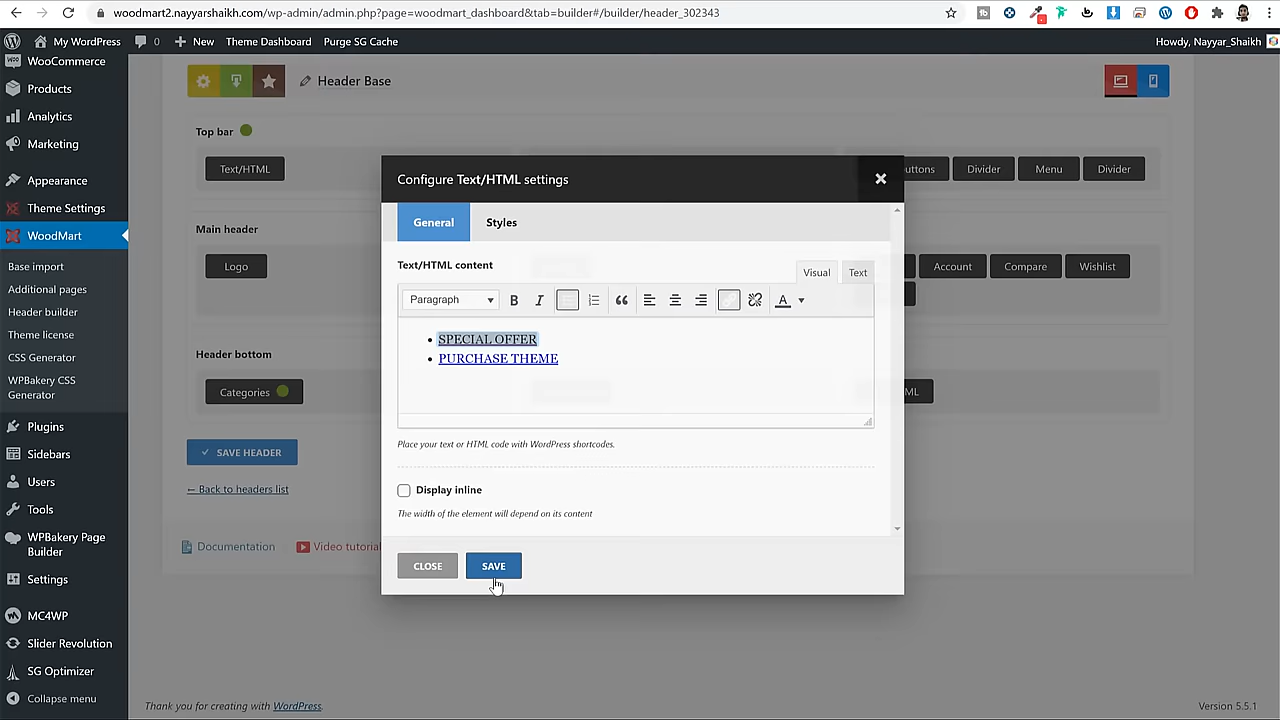 woodmart2.nayyarshaikh.com/wp-admin/admin.php?page=woodmart_dashboard&tab=builder#/builder/header_302343
My WordPress
0
New
Theme Dashboard
Purge SG Cache
Howdy, Nayyar_Shaikh
WooCommerce
Products
Analytics
Marketing
Appearance
Theme Settings
WoodMart
Base import
Additional pages
Header builder
Theme license
CSS Generator
WPBakery CSS
Generator
Plugins
Sidebars
Users
Tools
WPBakery Page
Builder
Settings
MC4WP
Slider Revolution
SG Optimizer
Collapse menu
Header Base
Top bar
Text/HTML
uttons
Divider
Menu
Divider
Main header
Logo
Account
Compare
Wishlist
Header bottom
Categories
ML
SAVE HEADER
← Back to headers list
Documentation
Video tutorial
Configure Text/HTML settings
General
Styles
Text/HTML content
Visual
Text
Paragraph
B
I
A
SPECIAL OFFER
PURCHASE THEME
Place your text or HTML code with WordPress shortcodes.
Display inline
The width of the element will depend on its content
CLOSE
SAVE
Thank you for creating with WordPress.
Version 5.5.1